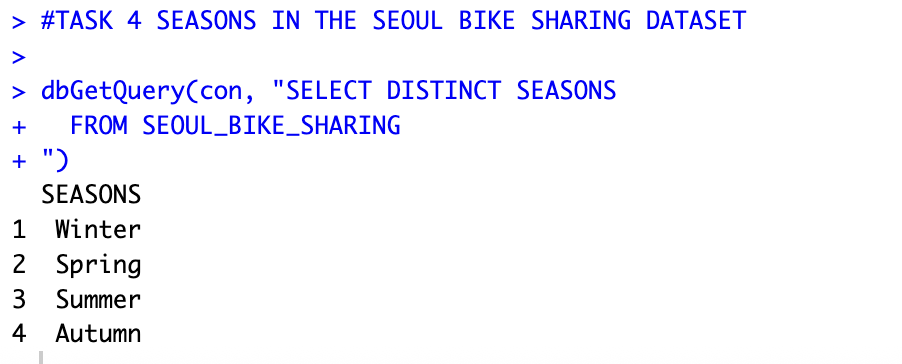 > #TASK 4 SEASONS IN THE SEOUL BIKE SHARING DATASET
>
> dbGetQuery(con, "SELECT DISTINCT SEASONS
+   FROM SEOUL_BIKE_SHARING
+ ")
  SEASONS
1  Winter
2  Spring
3  Summer
4  Autumn